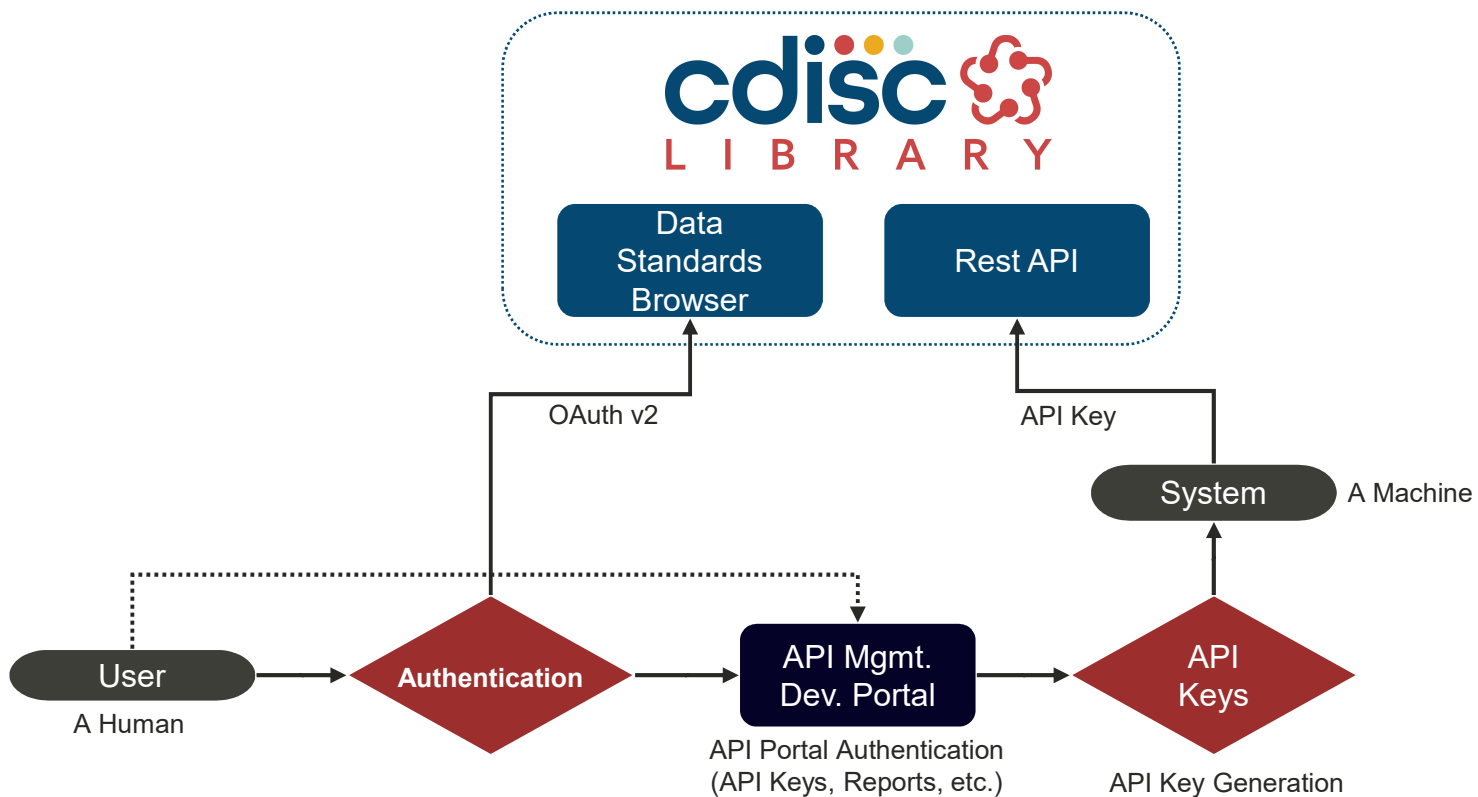 cdisc
LIBRARY
Data
Standards
Browser
Rest API
OAuth v2
API Key
System
A Machine
User
A Human
Authentication
API Mgmt.
Dev. Portal
API Portal Authentication
(API Keys, Reports, etc.)
API
Keys
API Key Generation